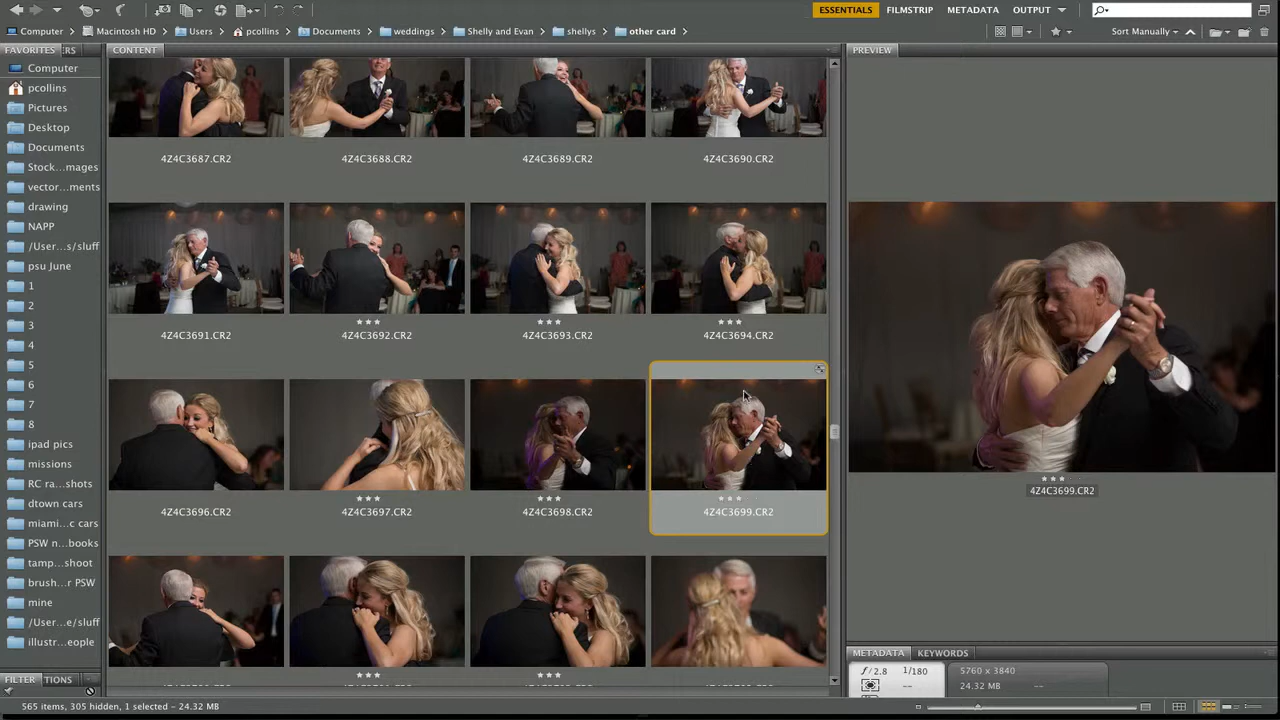 ESSENTIALS FILMSTRIP METADATA OUTPUT
Computer Macintosh HD Users pcollins Documents weddings Shelly and Evan shellys other card Sort Manually
FAVORITES ERS CONTENT PREVIEW
Computer
pcollins
Pictures
Desktop
Documents
Stock...mages
vector...ments
drawing
NAPP
/User...s/sluff
psu June
1
2
3
4
5
6
7
8
ipad pics
missions
RC ra...shots
dtown cars
miami...c cars
PSW n...books
tamp...shoot
brush...r PSW
mine
/User...e/sluff
illustr...eople
FILTER TIONS
4Z4C3687.CR2 4Z4C3688.CR2 4Z4C3689.CR2 4Z4C3690.CR2
4Z4C3691.CR2 4Z4C3692.CR2 4Z4C3693.CR2 4Z4C3694.CR2
4Z4C3696.CR2 4Z4C3697.CR2 4Z4C3698.CR2 4Z4C3699.CR2
4Z4C3699.CR2
METADATA KEYWORDS
f/2.8 1/180 5760 x 3840
-- 24.32 MB --
565 items, 305 hidden, 1 selected - 24.32 MB